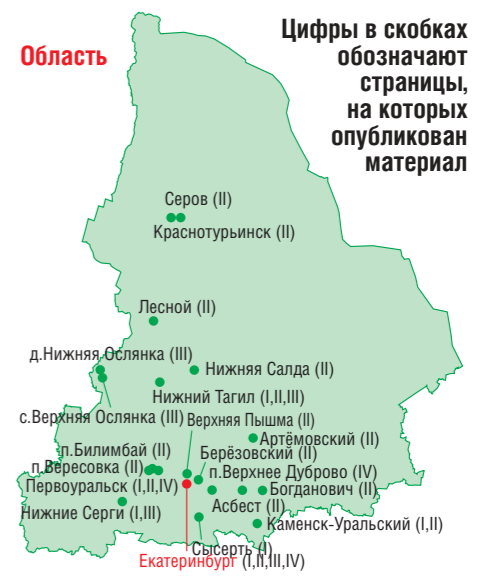 Область
Цифры в скобках
обозначают
страницы,
на которых
опубликован
материал
Серов (II)
Краснотурьинск (II)
Лесной (II)
д.Нижняя Ослянка (III)
Нижняя Салда (II)
Нижний Тагил (I,II,III)
с.Верхняя Ослянка (III)
Верхняя Пышма (II)
Артёмовский (II)
п.Билимбай (II)
Берёзовский (II)
п.Вересовка (II)
п.Верхнее Дуброво (IV)
Первоуральск (I,II,IV)
Богданович (II)
Асбест (II)
Нижние Серги (I,III)
Каменск-Уральский (I,II)
Сысерть (I)
Екатеринбург (I,II,III,IV)